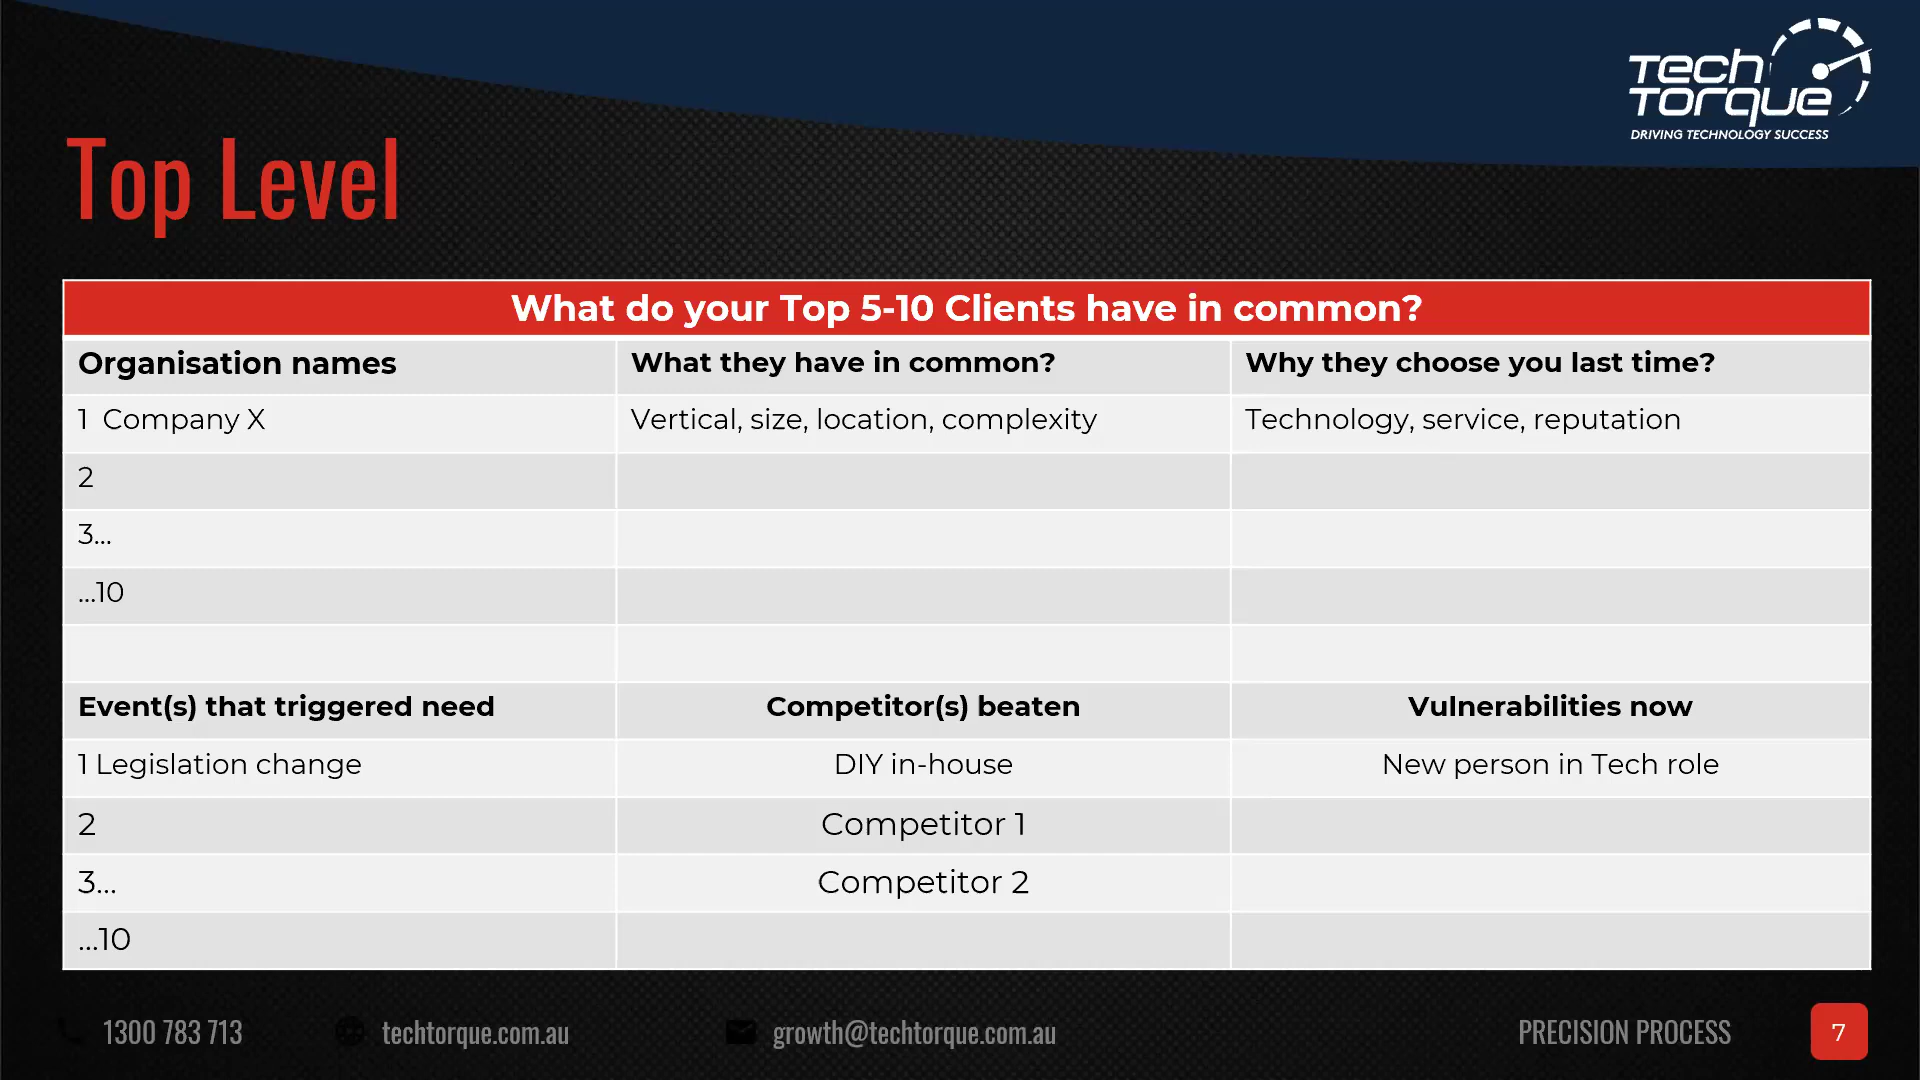 Tech
Torque
DRIVING TECHNOLOGY SUCCESS
Top Level
What do your Top 5-10 Clients have in common?
Organisation names What they have in common? Why they choose you last time?
1 Company X Vertical, size, location, complexity Technology, service, reputation
2
3...
...10
Event(s) that triggered need Competitor(s) beaten Vulnerabilities now
1 Legislation change DIY in-house New person in Tech role
2 Competitor 1
3... Competitor 2
...10
1300 783 713 techtorque.com.au growth@techtorque.com.au PRECISION PROCESS 7